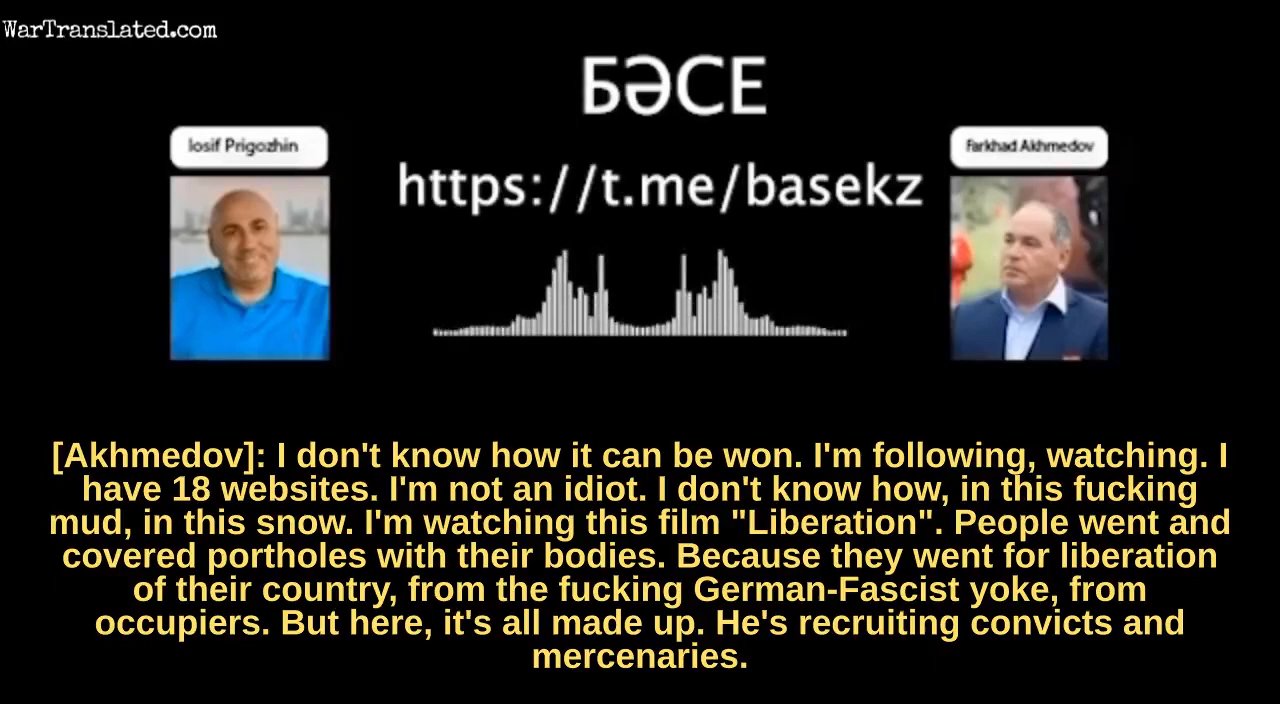 WarTranslated.com
БӘСЕ
Iosif Prigozhin
Farkhad Akhmedov
https://t.me/basekz
[Akhmedov]: I don't know how it can be won. I'm following, watching. I
have 18 websites. I'm not an idiot. I don't know how, in this fucking
mud, in this snow. I'm watching this film "Liberation". People went and
covered portholes with their bodies. Because they went for liberation
of their country, from the fucking German-Fascist yoke, from
occupiers. But here, it's all made up. He's recruiting convicts and
mercenaries.